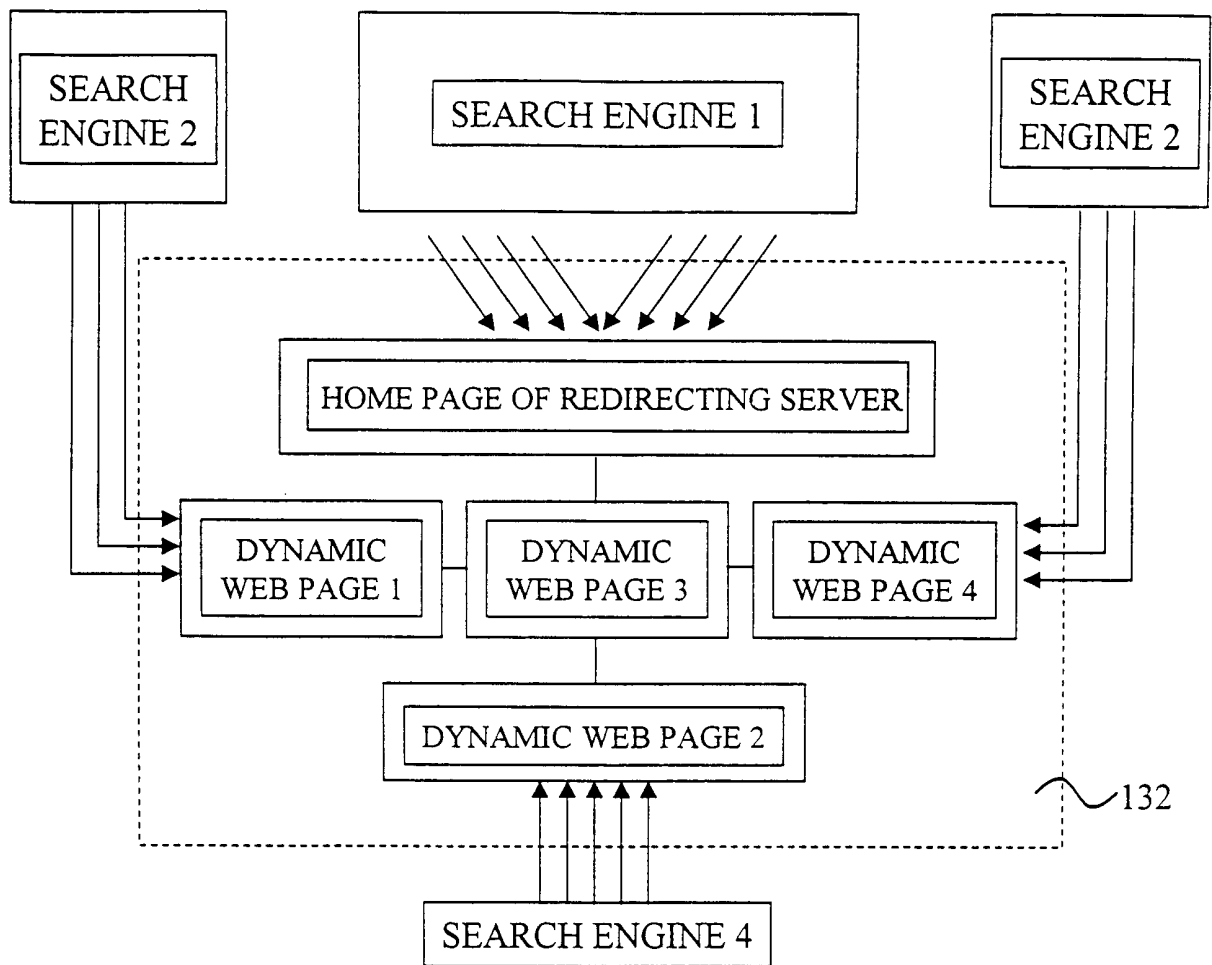 SEARCH
ENGINE 2
SEARCH ENGINE 1
SEARCH
ENGINE 2
HOME PAGE OF REDIRECTING SERVER
DYNAMIC
WEB PAGE 1
DYNAMIC
WEB PAGE 3
DYNAMIC
WEB PAGE 4
DYNAMIC WEB PAGE 2
132
SEARCH ENGINE 4